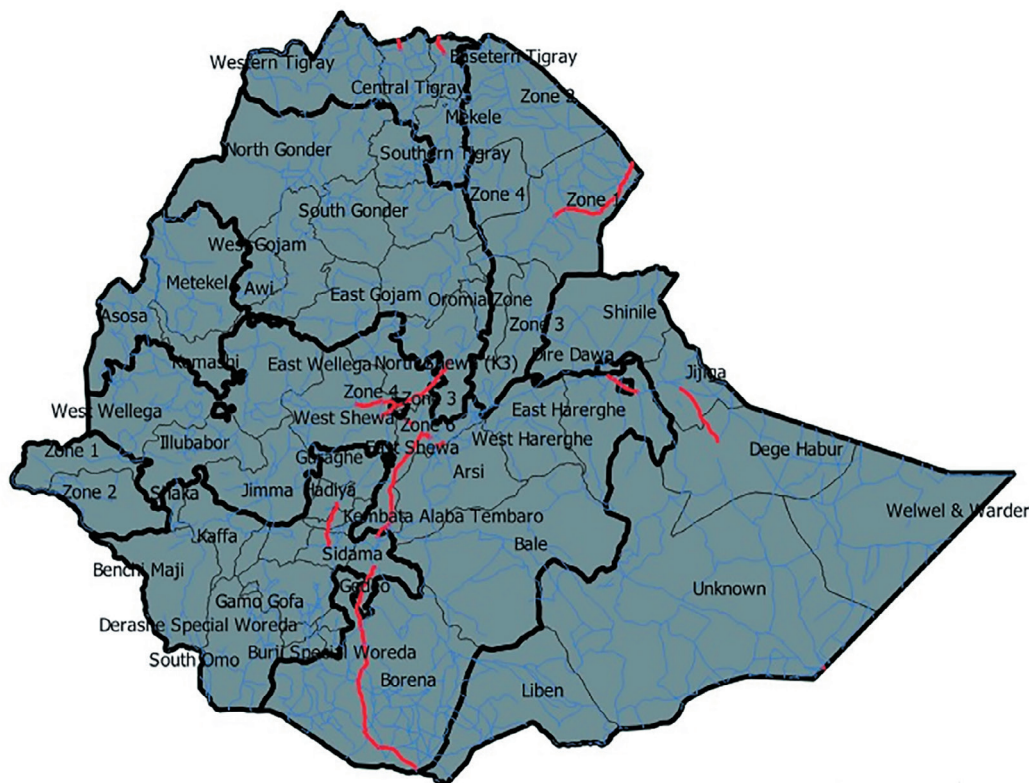 Western Tigray
Easetern Tigray
Central Tigray
Zone 2
Mekele
North Gonder
Southern Tigray
Zone 4
Zone 1
South Gonder
West Gojam
Metekel
Awi
East Gojam
Oromia Zone
Asosa
Shinile
Zone 3
Kemashi
East Wellega
North Shewa (K3)
Dire Dawa
Jijiga
Zone 4
Zone 3
West Wellega
West Shewa
Zone 6
East Harerghe
Illubabor
East Shewa
West Harerghe
Zone 1
Guraghe
Arsi
Dege Habur
Zone 2
Shaka
Jimma
Hadiya
Welwel & Warder
Kembata Alaba Tembaro
Kaffa
Sidama
Bale
Benchi Maji
Gedeo
Unknown
Gamo Gofa
Derashe Special Woreda
South Omo
Burji Special Woreda
Borena
Liben